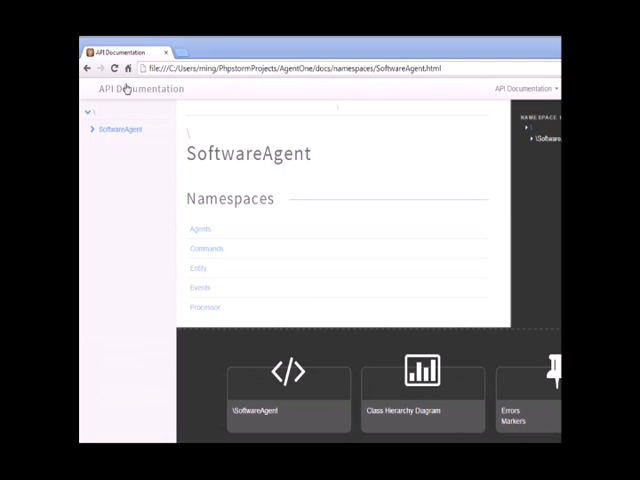 API Documentation
file:///C:/Users/ming/PhpstormProjects/AgentOne/docs/namespaces/SoftwareAgent.html
API Documentation
API Documentation
\
\
SoftwareAgent
\
SoftwareAgent
Namespaces
Agents
Commands
Entity
Events
Processor
NAMESPACE
\
\Softwar
\SoftwareAgent
Class Hierarchy Diagram
Errors
Markers